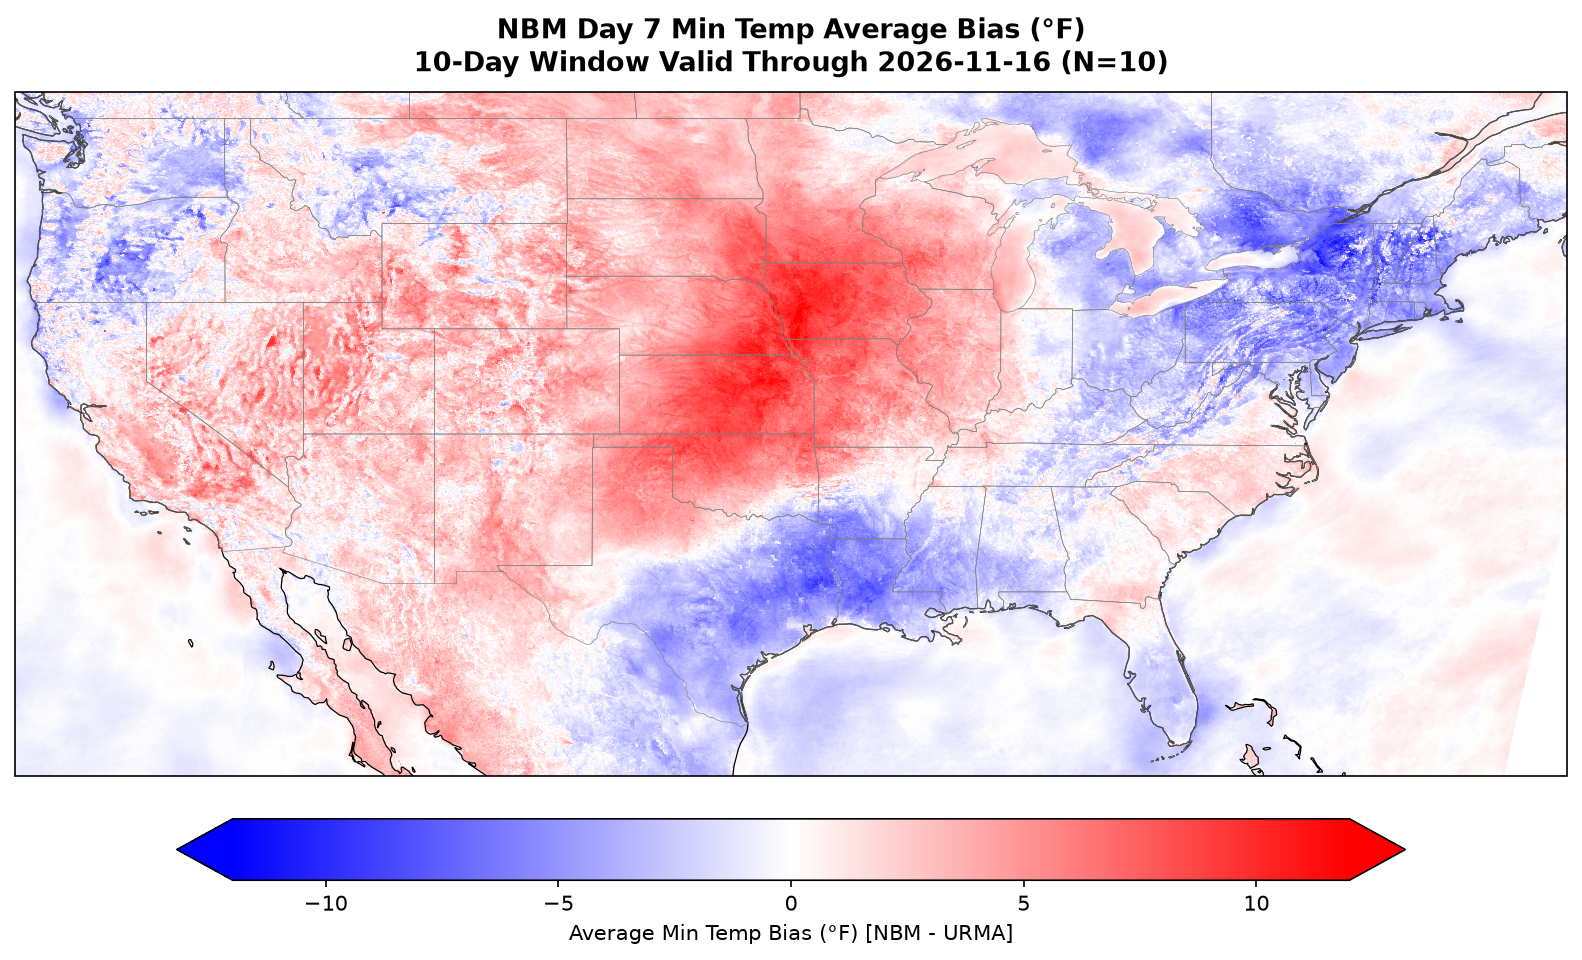 NBM Day 7 Min Temp Average Bias (°F)
10-Day Window Valid Through 2026-11-16 (N=10)
−10 −5 0 5 10
Average Min Temp Bias (°F) [NBM - URMA]